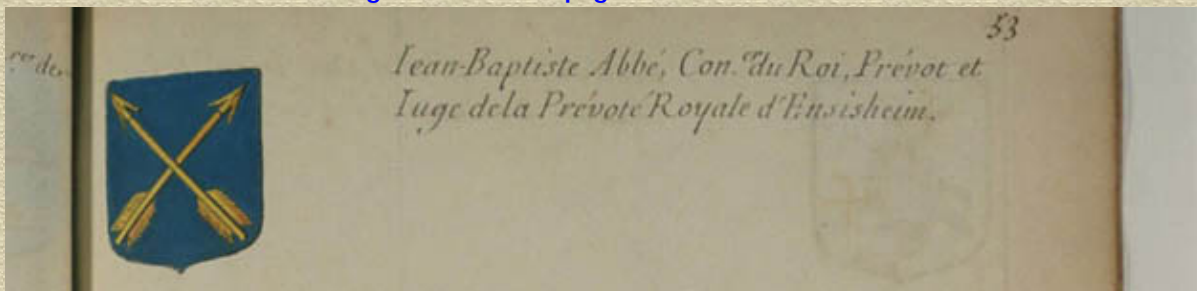 53
Iean-Baptiste Abbé, Con.er du Roi, Prévot et
Iuge dela Prévoté Royale d'Ensisheim.